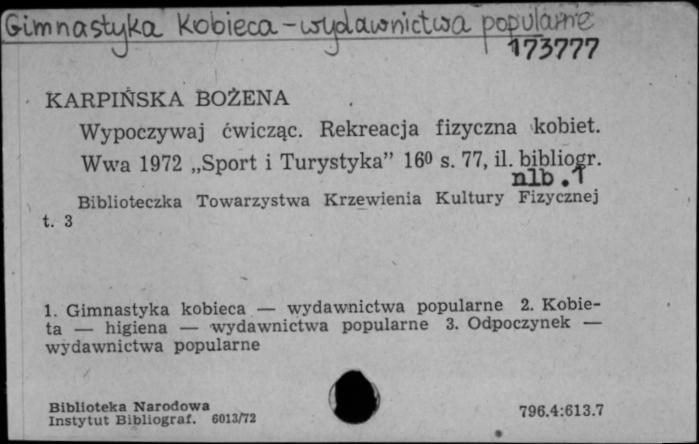 Gimnastyka kobieca - wydawnictwa popularne
173777
KARPIŃSKA BOŻENA
Wypoczywaj ćwicząc. Rekreacja fizyczna kobiet.
Wwa 1972 „Sport i Turystyka” 16⁰ s. 77, il. bibliogr.
nlb . 1
Biblioteczka Towarzystwa Krzewienia Kultury Fizycznej
t. 3
1. Gimnastyka kobieca — wydawnictwa popularne 2. Kobie-
ta — higiena — wydawnictwa popularne 3. Odpoczynek —
wydawnictwa popularne
Biblioteka Narodowa
Instytut Bibliograf. 6013/72
796.4:613.7